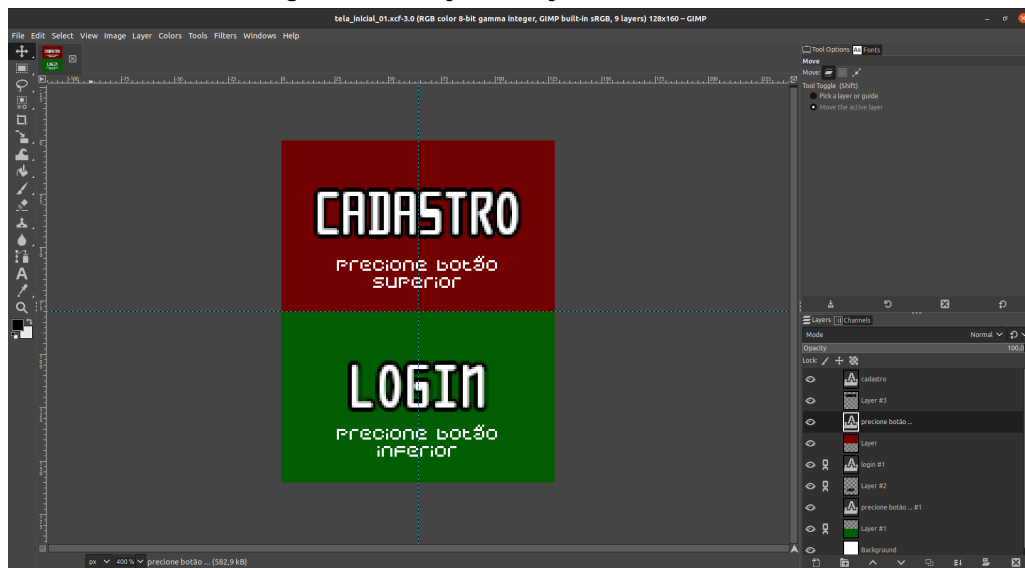 tela_inicial_01.xcf-3.0 (RGB color 8-bit gamma integer, GIMP built-in sRGB, 9 layers) 128x160 – GIMP
File Edit Select View Image Layer Colors Tools Filters Windows Help
Tool Options Aa Fonts
Move
Move:
Tool Toggle (Shift)
Pick a layer or guide
Move the active layer
CADASTRO
Precione botão
superior
LOGIN
Precione botão
inferior
Layers Channels
Mode Normal
Opacity 100,0
Lock:
cadastro
Layer #3
precione botão ...
Layer
login #1
Layer #2
precione botão ... #1
Layer #1
Background
px 400 % precione botão ... (582,9 kB)